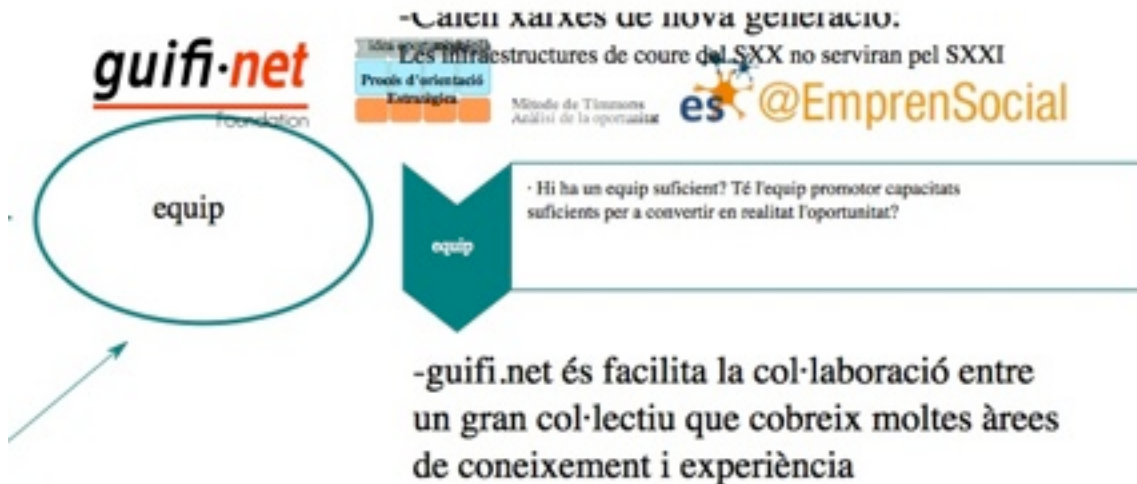 -Calen xarxes de nova generació:
Les infraestructures de coure del SXX no serviran pel SXXI
guifi·net
Foundation
Procés d'orientació
Estratègica
Mètode de Timmons
Anàlisi de la oportunitat
es @EmprenSocial
equip
· Hi ha un equip suficient? Té l'equip promotor capacitats
suficients per a convertir en realitat l'oportunitat?
equip
-guifi.net és facilita la col·laboració entre
un gran col·lectiu que cobreix moltes àrees
de coneixement i experiència